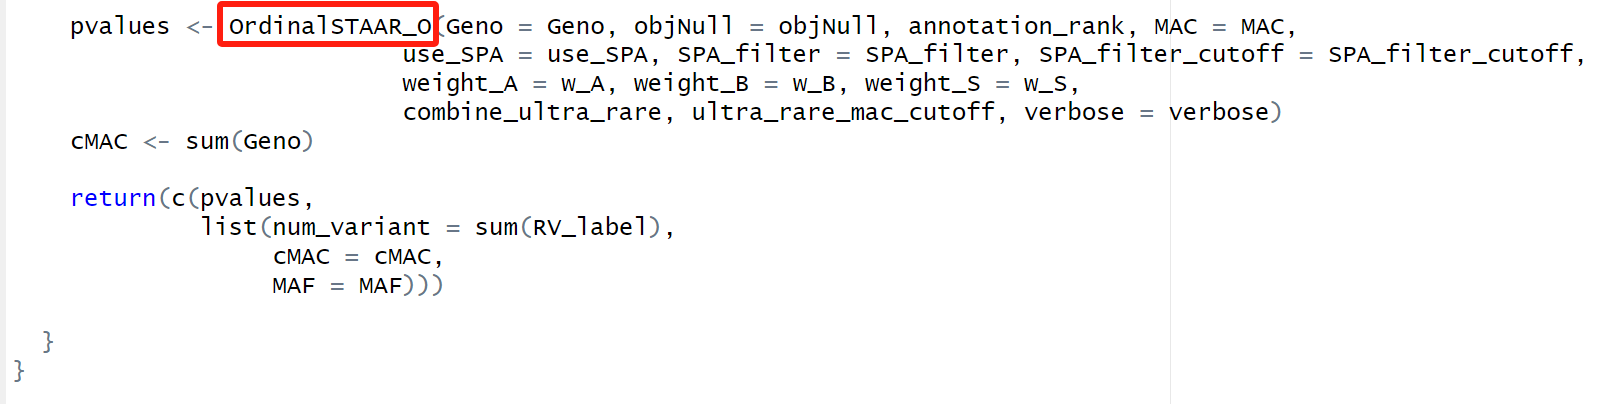 pvalues <- OrdinalSTAAR_O(Geno = Geno, objNull = objNull, annotation_rank, MAC = MAC,
use_SPA = use_SPA, SPA_filter = SPA_filter, SPA_filter_cutoff = SPA_filter_cutoff,
weight_A = w_A, weight_B = w_B, weight_S = w_S,
combine_ultra_rare, ultra_rare_mac_cutoff, verbose = verbose)
cMAC <- sum(Geno)
return(c(pvalues,
list(num_variant = sum(RV_label),
cMAC = cMAC,
MAF = MAF)))
}
}